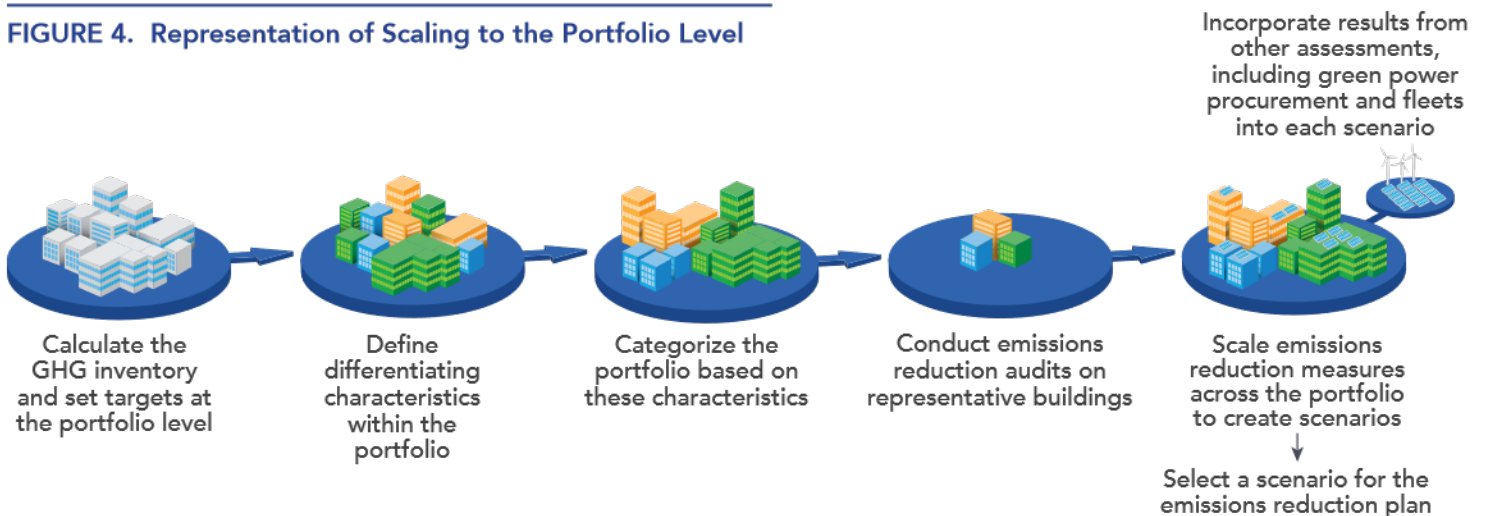 FIGURE 4. Representation of Scaling to the Portfolio Level
Calculate the
GHG inventory
and set targets at
the portfolio level
Define
differentiating
characteristics
within the
portfolio
Categorize the
portfolio based on
these characteristics
Conduct emissions
reduction audits on
representative buildings
Incorporate results from
other assessments,
including green power
procurement and fleets
into each scenario
Scale emissions
reduction measures
across the portfolio
to create scenarios
Select a scenario for the
emissions reduction plan